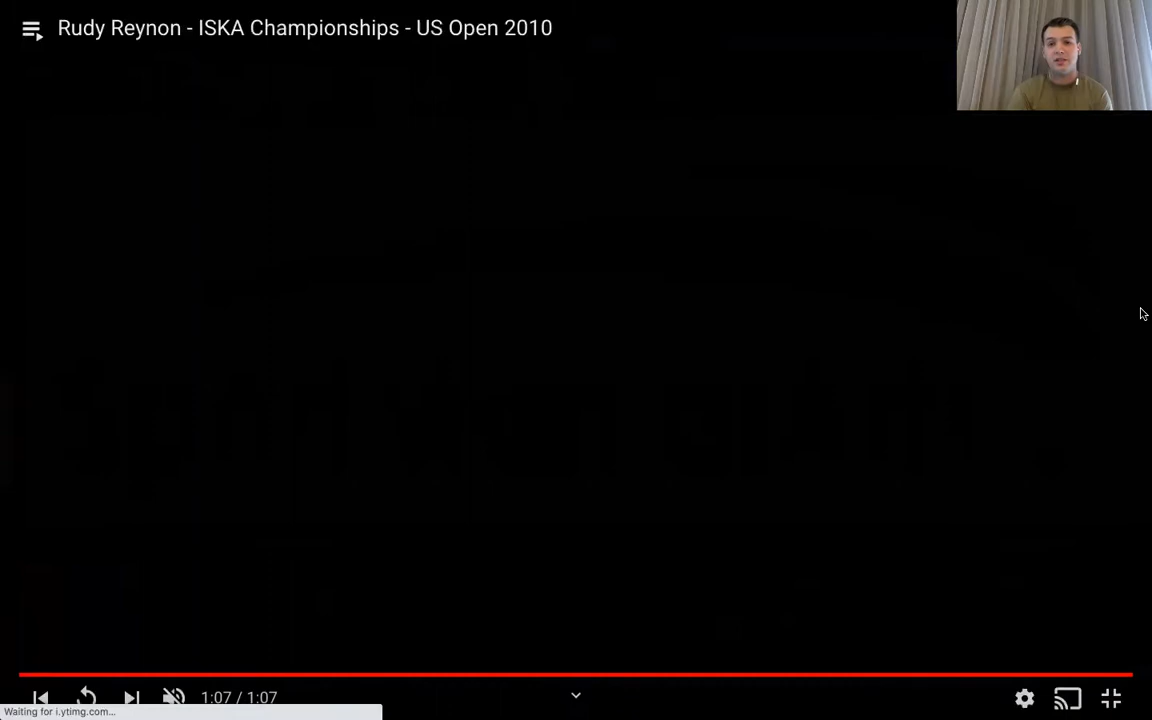 Rudy Reynon - ISKA Championships - US Open 2010
1:07 / 1:07
Waiting for i.ytimg.com...